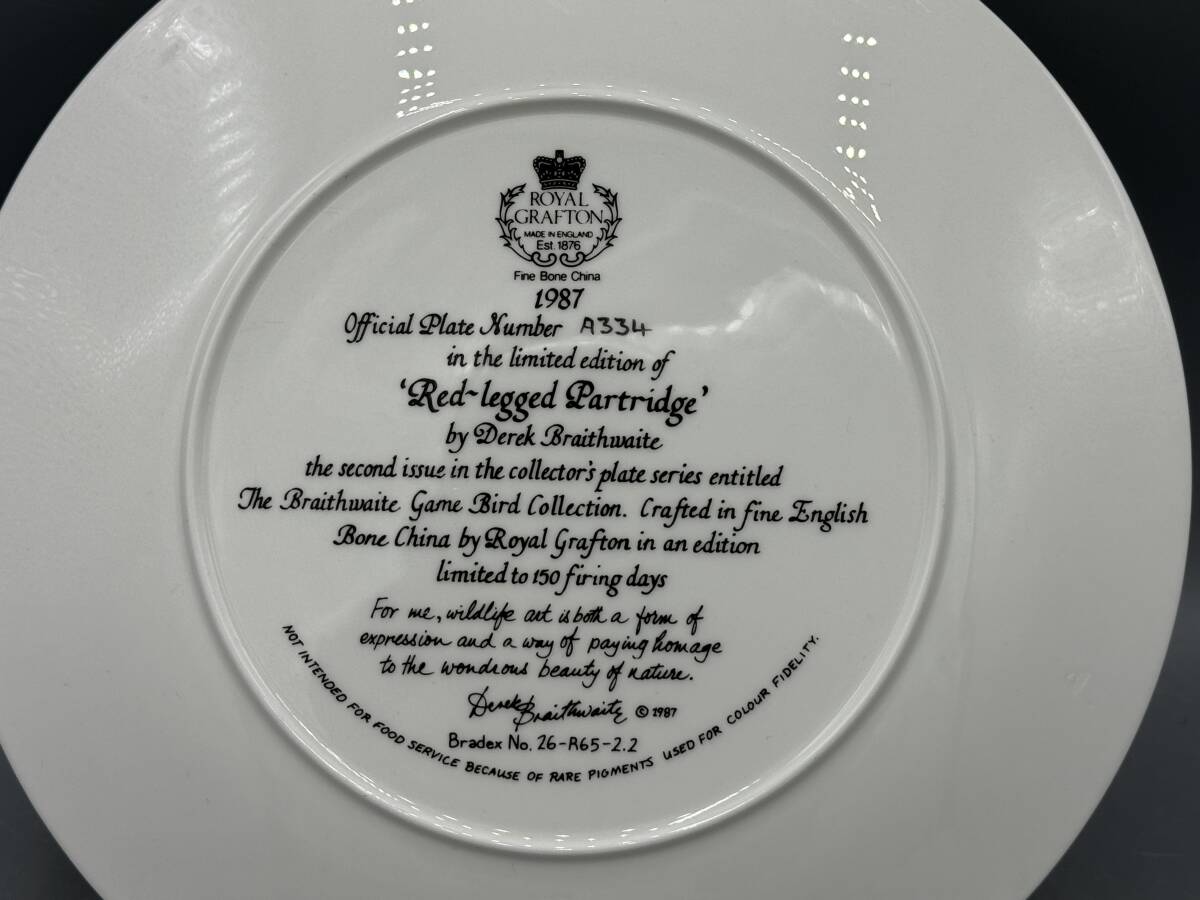 ROYAL
GRAFTON
MADE IN ENGLAND
Est. 1876
Fine Bone China
1987
Official Plate Number A334
in the limited edition of
'Red-legged Partridge'
by Derek Braithwaite
the second issue in the collector's plate series entitled
The Braithwaite Game Bird Collection. Crafted in fine English
Bone China by Royal Grafton in an edition
limited to 150 firing days
For me, wildlife art is both a form of
expression and a way of paying homage
to the wondrous beauty of nature.
Derek Braithwaite © 1987
Bradex No. 26-R65-2.2
NOT INTENDED FOR FOOD SERVICE BECAUSE OF RARE PIGMENTS USED FOR COLOUR FIDELITY.